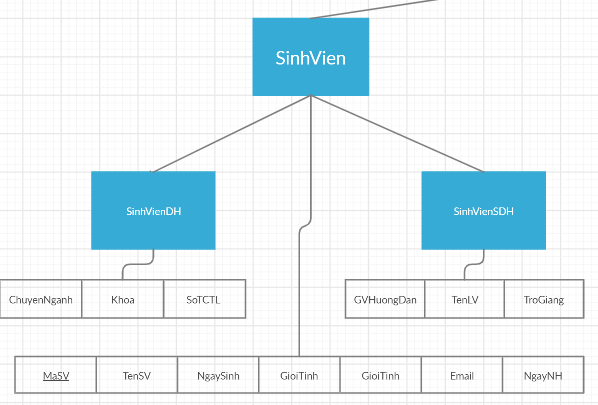 SinhVien
SinhVienDH
SinhVienSDH
ChuyenNganh Khoa SoTCTL
GVHuongDan TenLV TroGiang
MaSV TenSV NgaySinh GioiTinh GioiTinh Email NgayNH